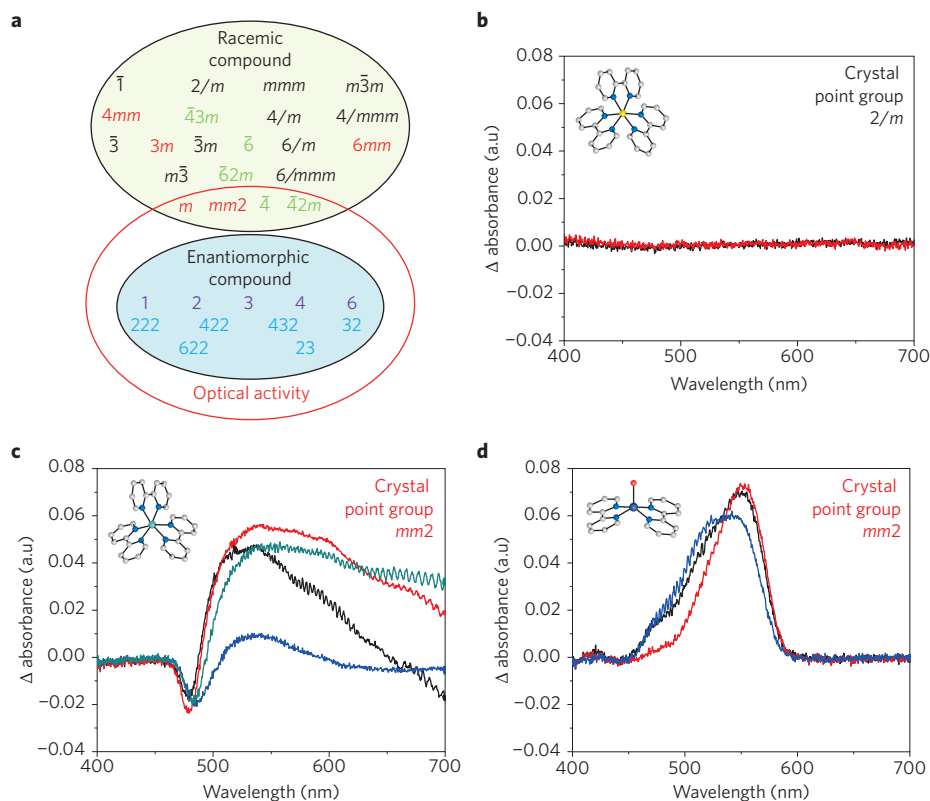 a
Racemic
compound
1̄ 2/m mmm m3̄m
4mm 4̄3m 4/m 4/mmm
3̄ 3m 3̄m 6̄ 6/m 6mm
m3̄ 6̄2m 6/mmm
m mm2 4̄ 4̄2m
Enantiomorphic
compound
1 2 3 4 6
222 422 432 32
622 23
Optical activity
b
0.08
0.06
0.04
0.02
0.00
−0.02
−0.04
Δ absorbance (a.u)
Crystal
point group
2/m
400 500 600 700
Wavelength (nm)
c
0.08
0.06
0.04
0.02
0.00
−0.02
−0.04
Δ absorbance (a.u)
Crystal
point group
mm2
400 500 600 700
Wavelength (nm)
d
0.08
0.06
0.04
0.02
0.00
−0.02
−0.04
Δ absorbance (a.u)
Crystal
point group
mm2
400 500 600 700
Wavelength (nm)